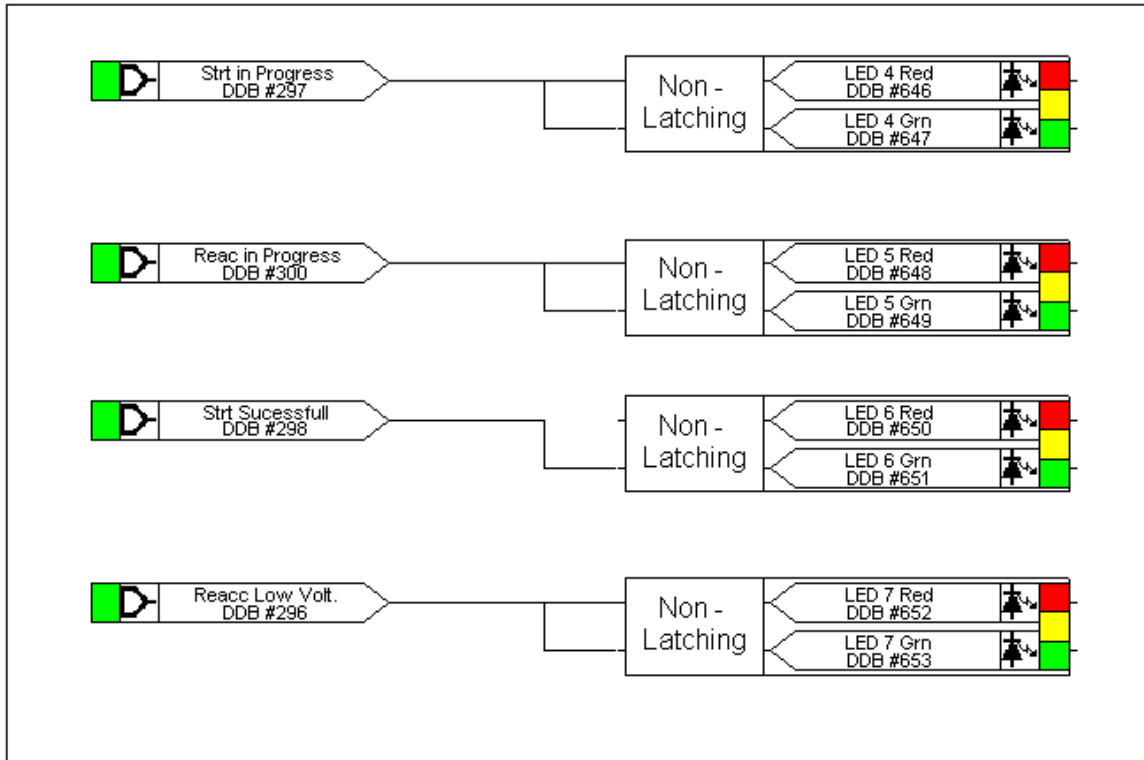 Strt in Progress
DDB #297
Non -
Latching
LED 4 Red
DDB #646
LED 4 Grn
DDB #647
Reac in Progress
DDB #300
Non -
Latching
LED 5 Red
DDB #648
LED 5 Grn
DDB #649
Strt Sucessfull
DDB #298
Non -
Latching
LED 6 Red
DDB #650
LED 6 Grn
DDB #651
Reacc Low Volt.
DDB #296
Non -
Latching
LED 7 Red
DDB #652
LED 7 Grn
DDB #653